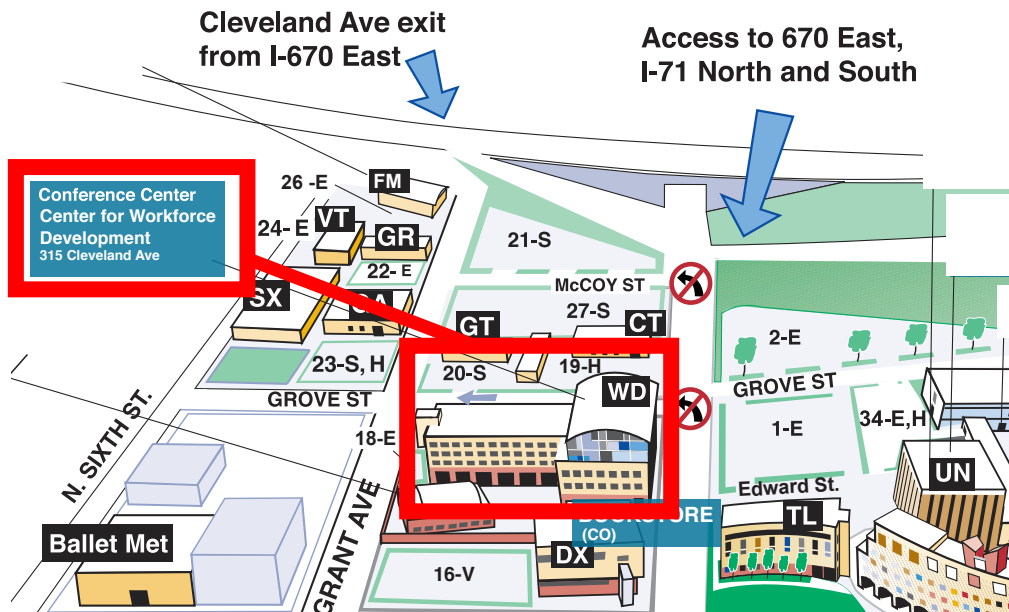 Cleveland Ave exit
from I-670 East
Access to 670 East,
I-71 North and South
Conference Center
Center for Workforce
Development
315 Cleveland Ave
26 -E
FM
24- E
VT
GR
21-S
22- E
McCOY ST
SX
GA
27-S
GT
CT
2-E
23-S, H
20-S
19-H
WD
GROVE ST
GROVE ST
N. SIXTH ST.
18-E
1-E
34-E,H
UN
Edward St.
GRANT AVE
BOOKSTORE
(CO)
TL
Ballet Met
DX
16-V